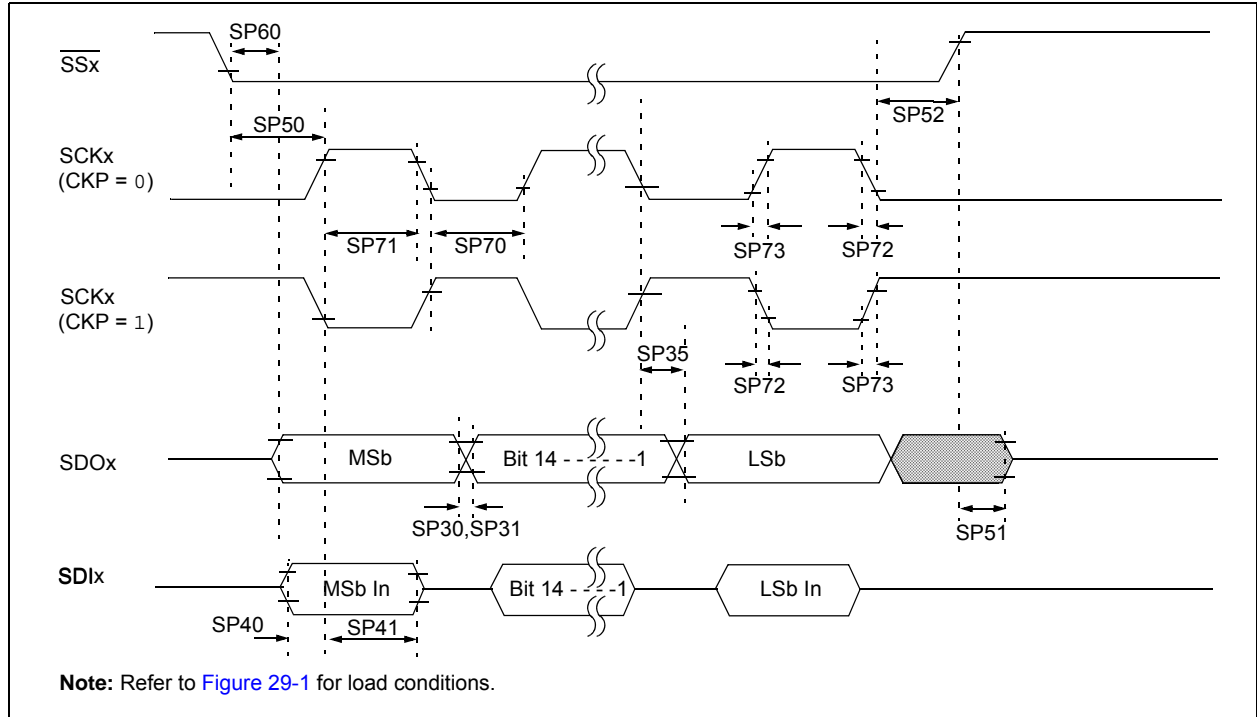 SP60
SSx
SP50
SP52
SCKx
(CKP = 0)
SP71
SP70
SP73
SP72
SCKx
(CKP = 1)
SP35
SP72
SP73
SDOx
MSb
Bit 14 - - - - - -1
LSb
SP30,SP31
SP51
SDIx
MSb In
Bit 14 - - - -1
LSb In
SP40
SP41
Note: Refer to Figure 29-1 for load conditions.